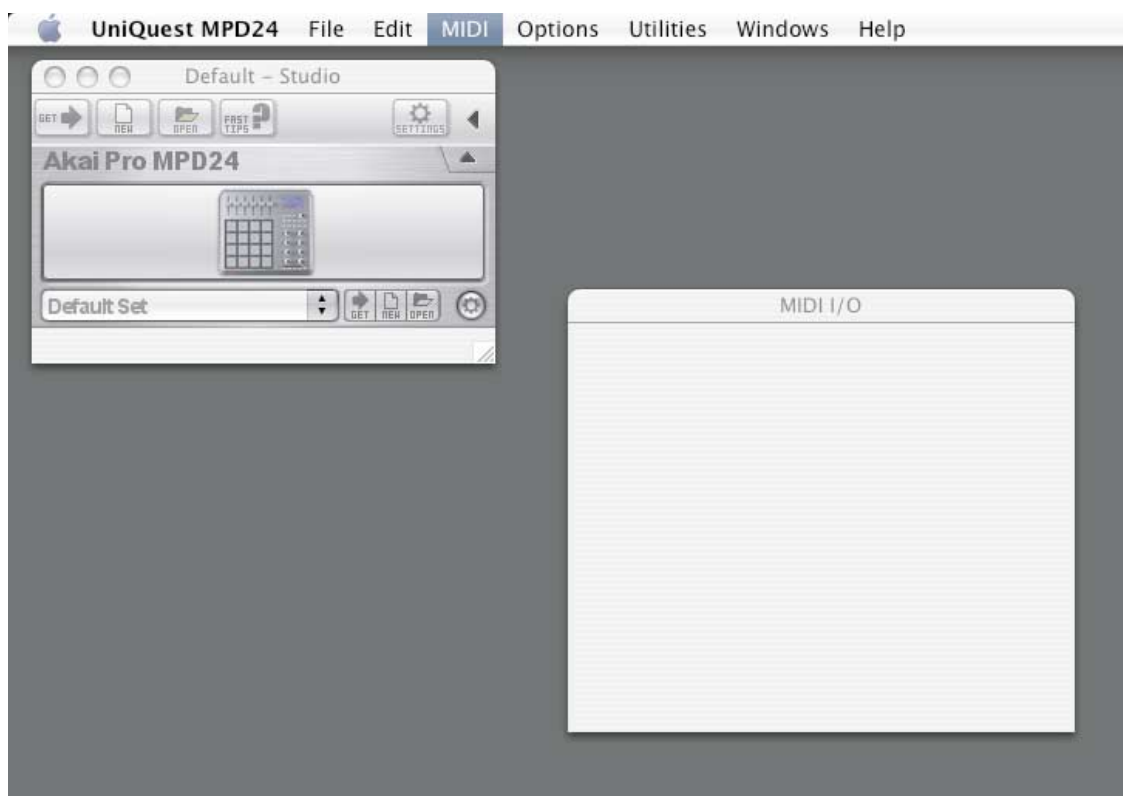 UniQuest MPD24 File Edit MIDI Options Utilities Windows Help
Default – Studio
GET NEW OPEN FAST TIPS SETTINGS
Akai Pro MPD24
Default Set GET NEW OPEN
MIDI I/O